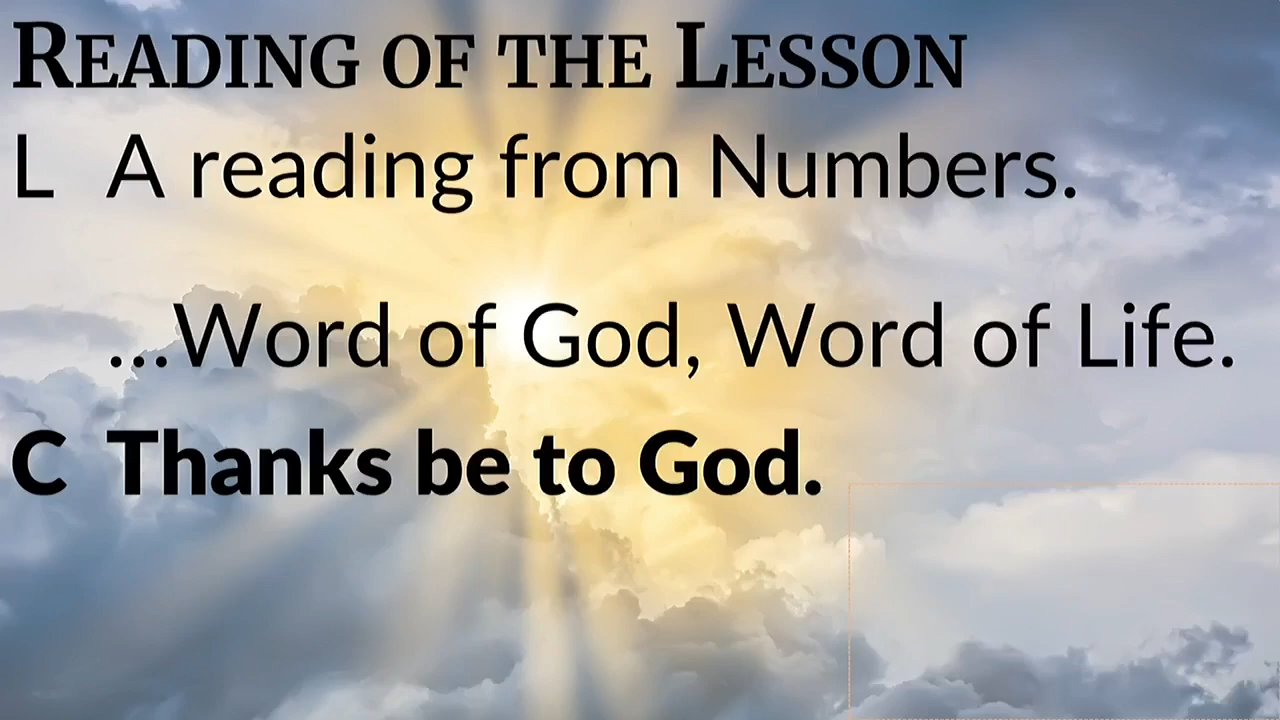 READING OF THE LESSON
L A reading from Numbers.
...Word of God, Word of Life.
C Thanks be to God.